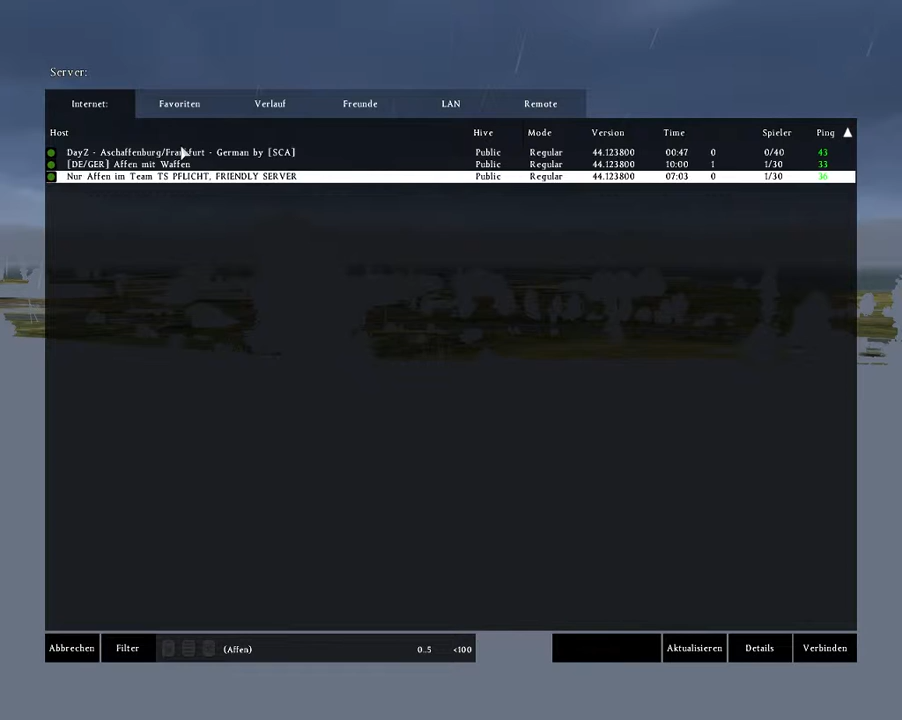 Server:
Internet: Favoriten Verlauf Freunde LAN Remote
Host Hive Mode Version Time Spieler Ping
DayZ - Aschaffenburg/Frankfurt - German by [SCA] Public Regular 44.123800 00:47 0 0/40 43
[DE/GER] Affen mit Waffen Public Regular 44.123800 10:00 1 1/30 33
Nur Affen im Team TS PFLICHT, FRIENDLY SERVER Public Regular 44.123800 07:03 0 1/30 36
Abbrechen Filter (Affen) 0..5 <100 Aktualisieren Details Verbinden